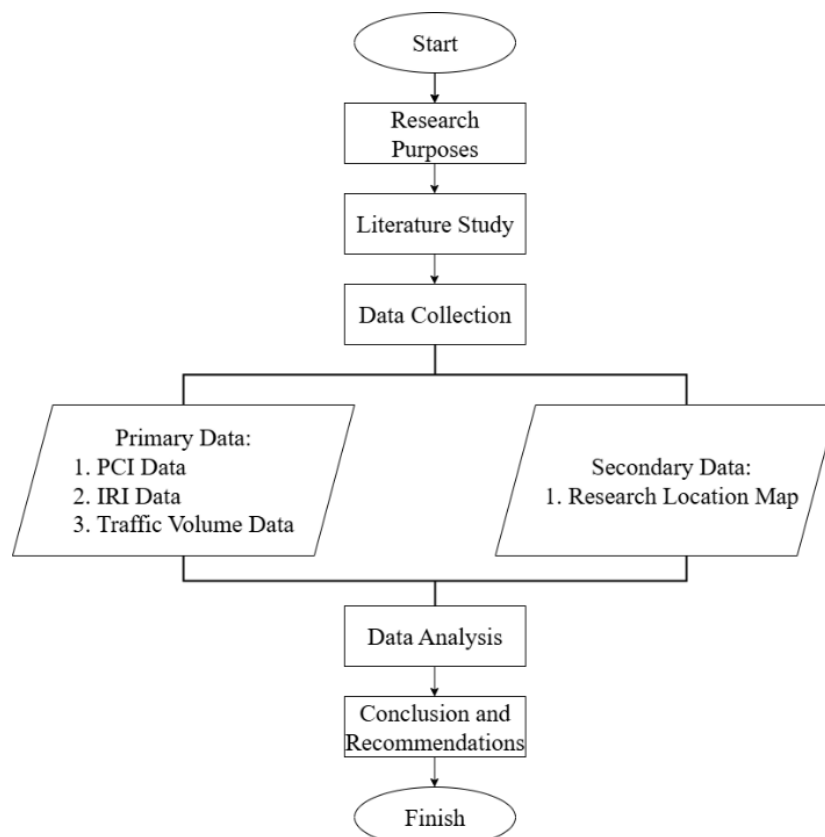 Start
Research
Purposes
Literature Study
Data Collection
Primary Data:
1. PCI Data
2. IRI Data
3. Traffic Volume Data
Secondary Data:
1. Research Location Map
Data Analysis
Conclusion and
Recommendations
Finish